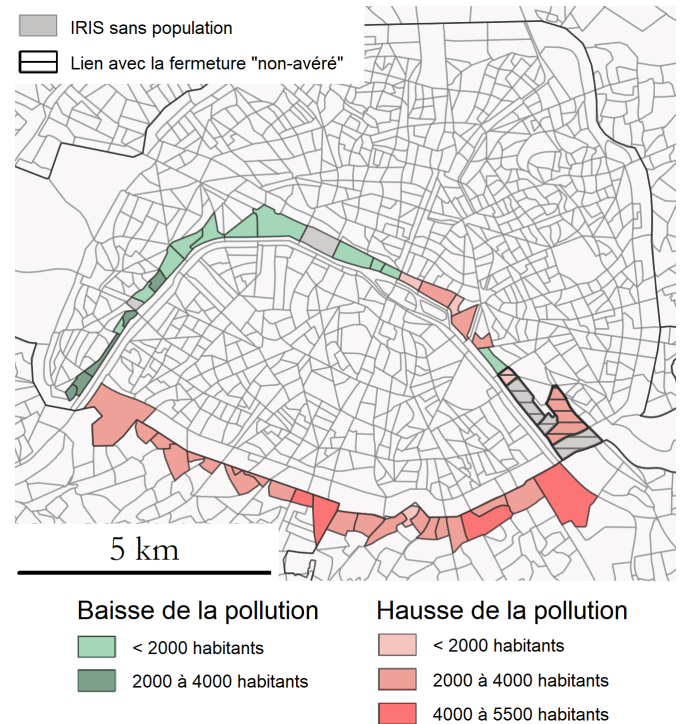 IRIS sans population
Lien avec la fermeture "non-avéré"
5 km
Baisse de la pollution
< 2000 habitants
2000 à 4000 habitants
Hausse de la pollution
< 2000 habitants
2000 à 4000 habitants
4000 à 5500 habitants